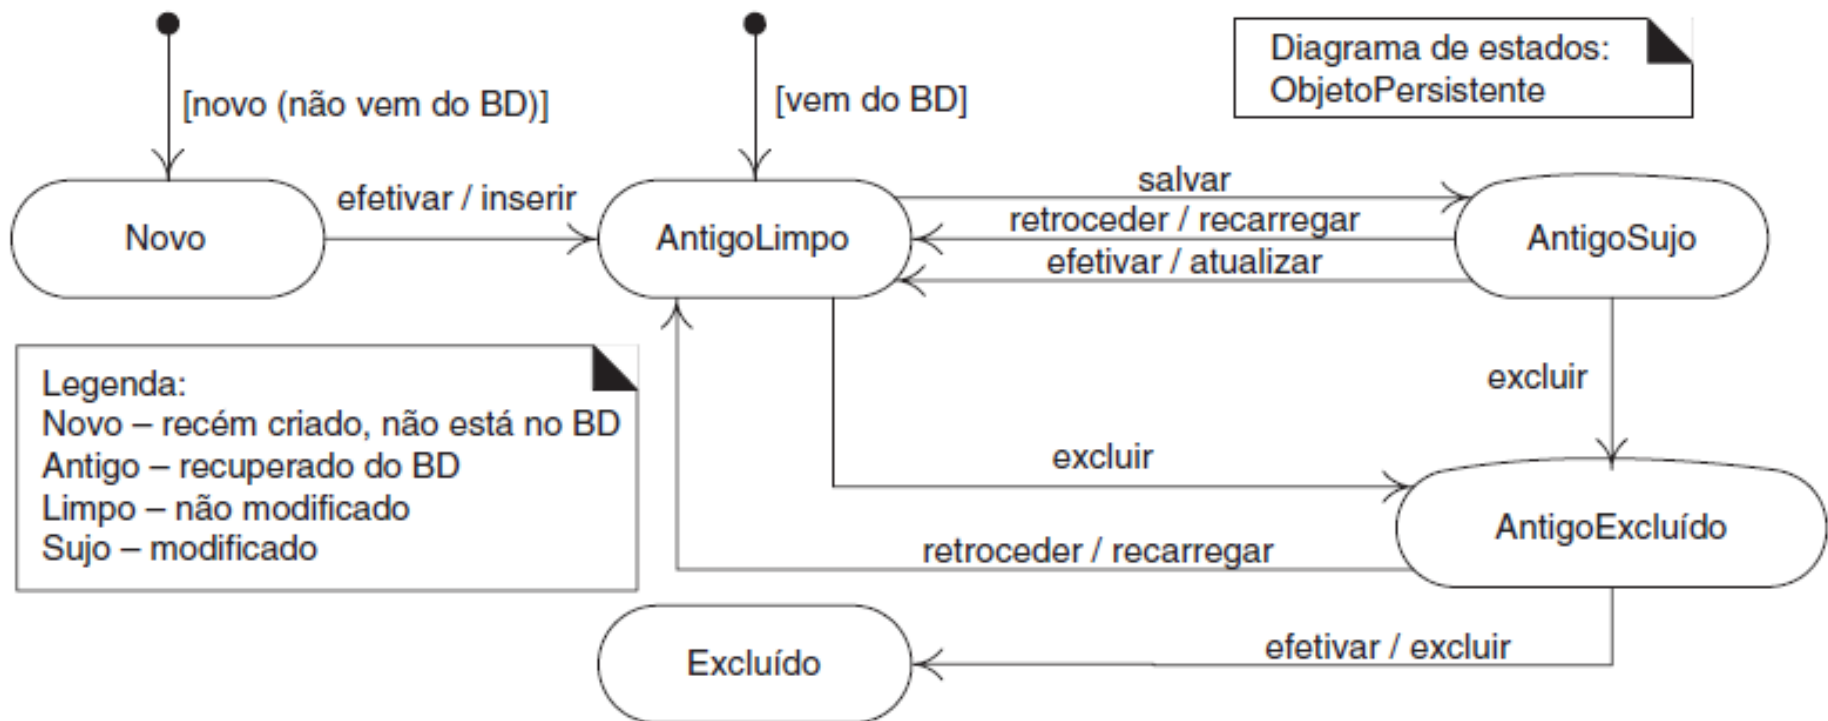 [novo (não vem do BD)]
[vem do BD]
Diagrama de estados:
ObjetoPersistente
Novo
efetivar / inserir
AntigoLimpo
salvar
retroceder / recarregar
efetivar / atualizar
AntigoSujo
Legenda:
Novo – recém criado, não está no BD
Antigo – recuperado do BD
Limpo – não modificado
Sujo – modificado
excluir
excluir
AntigoExcluído
retroceder / recarregar
Excluído
efetivar / excluir